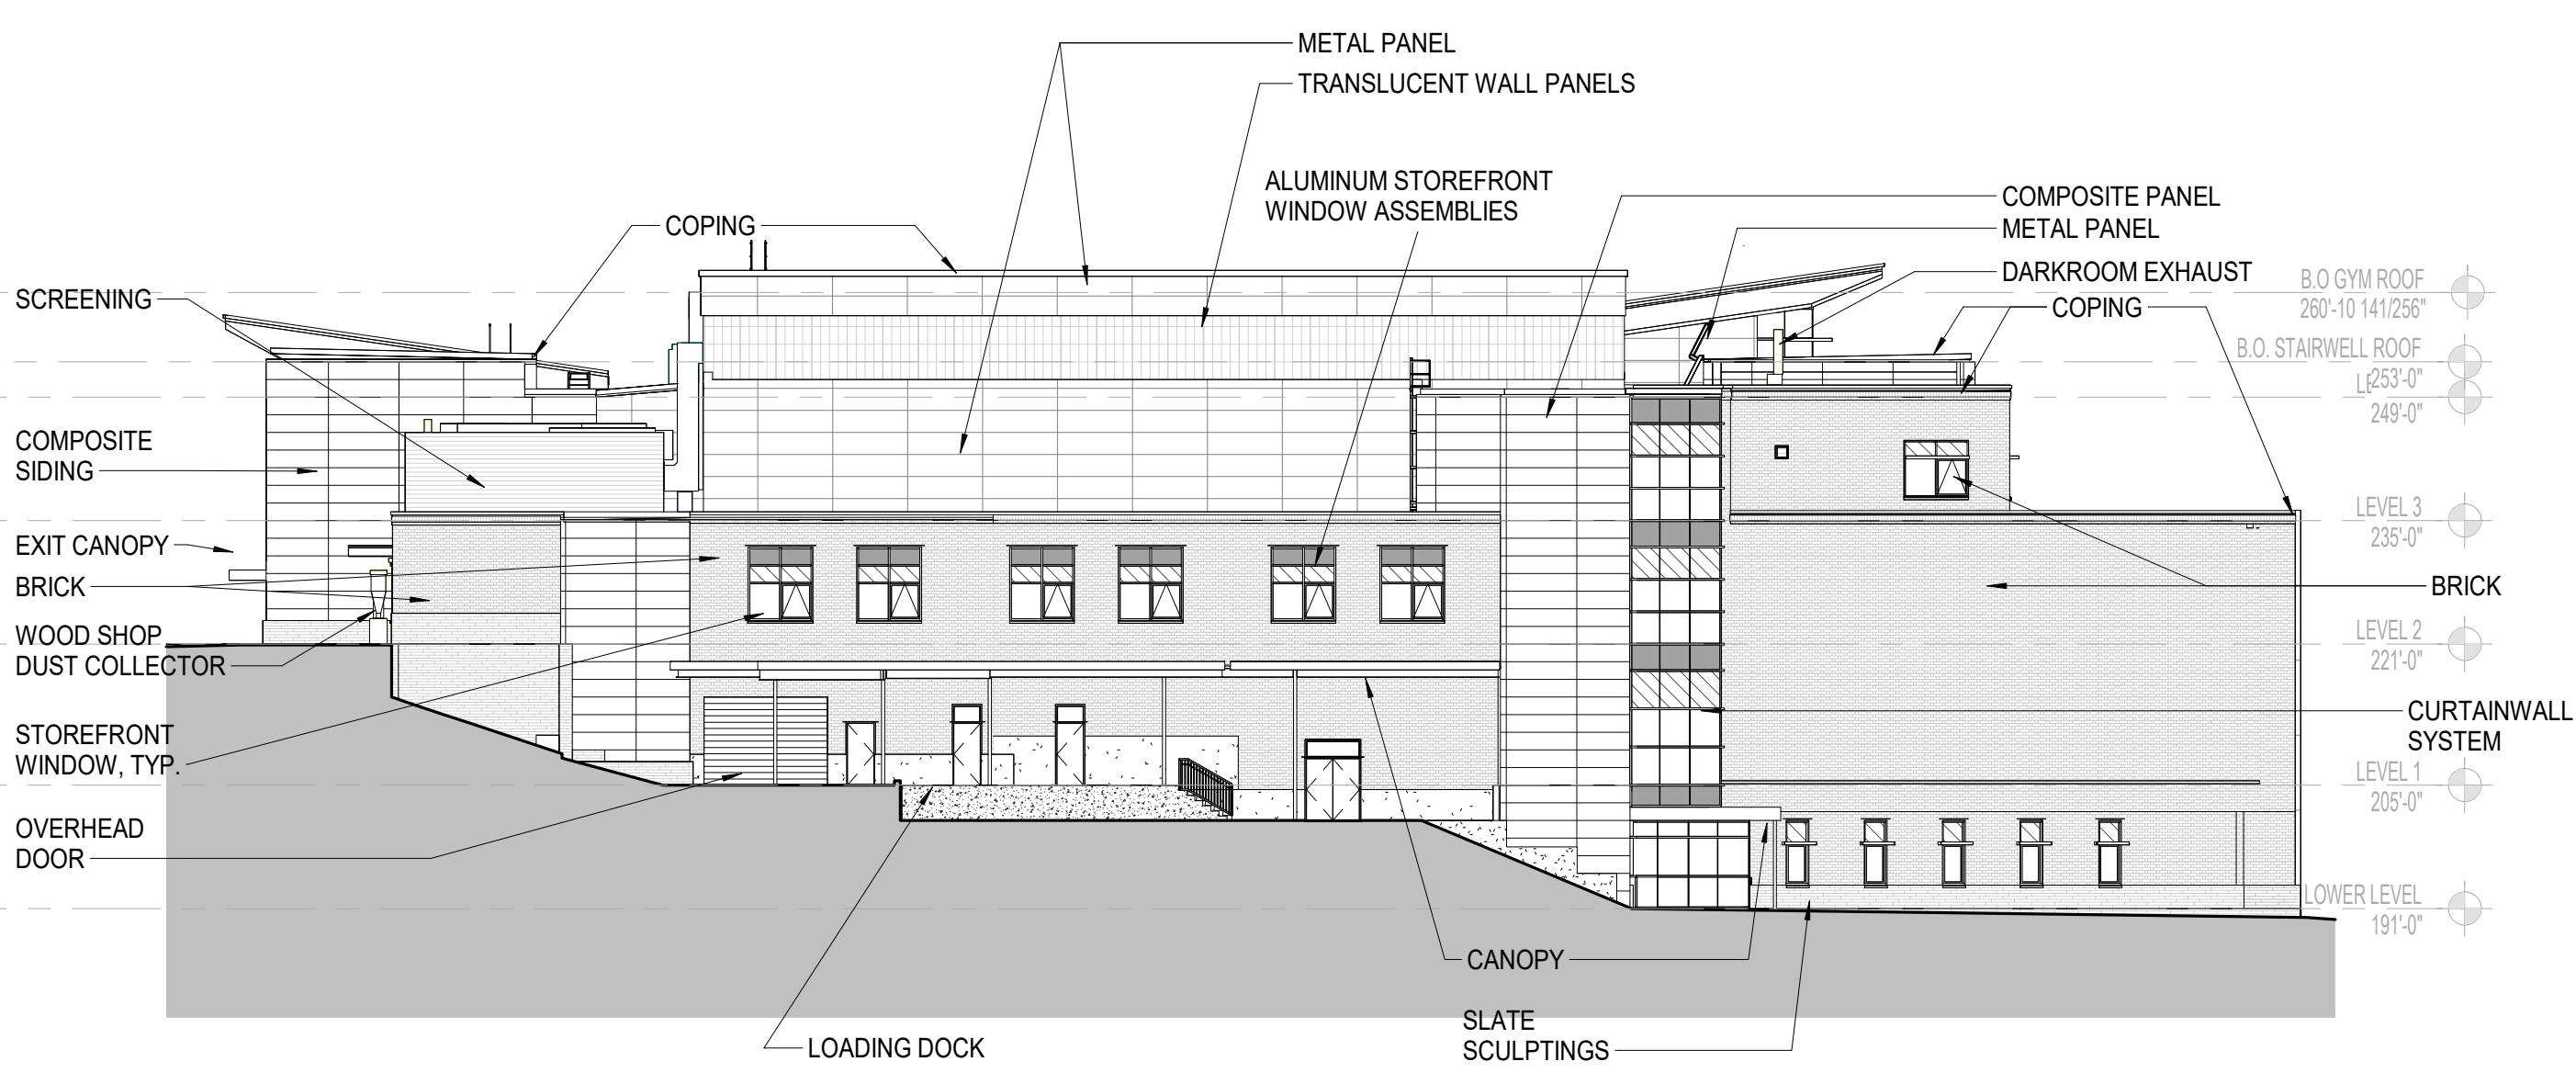 METAL PANEL
TRANSLUCENT WALL PANELS
ALUMINUM STOREFRONT
WINDOW ASSEMBLIES
COMPOSITE PANEL
METAL PANEL
DARKROOM EXHAUST
COPING
COPING
SCREENING
COMPOSITE
SIDING
EXIT CANOPY
BRICK
WOOD SHOP
DUST COLLECTOR
STOREFRONT
WINDOW, TYP.
OVERHEAD
DOOR
LOADING DOCK
CANOPY
SLATE
SCULPTINGS
BRICK
CURTAINWALL
SYSTEM
B.O GYM ROOF
260'-10 141/256"
B.O. STAIRWELL ROOF
253'-0"
249'-0"
LEVEL 3
235'-0"
LEVEL 2
221'-0"
LEVEL 1
205'-0"
LOWER LEVEL
191'-0"